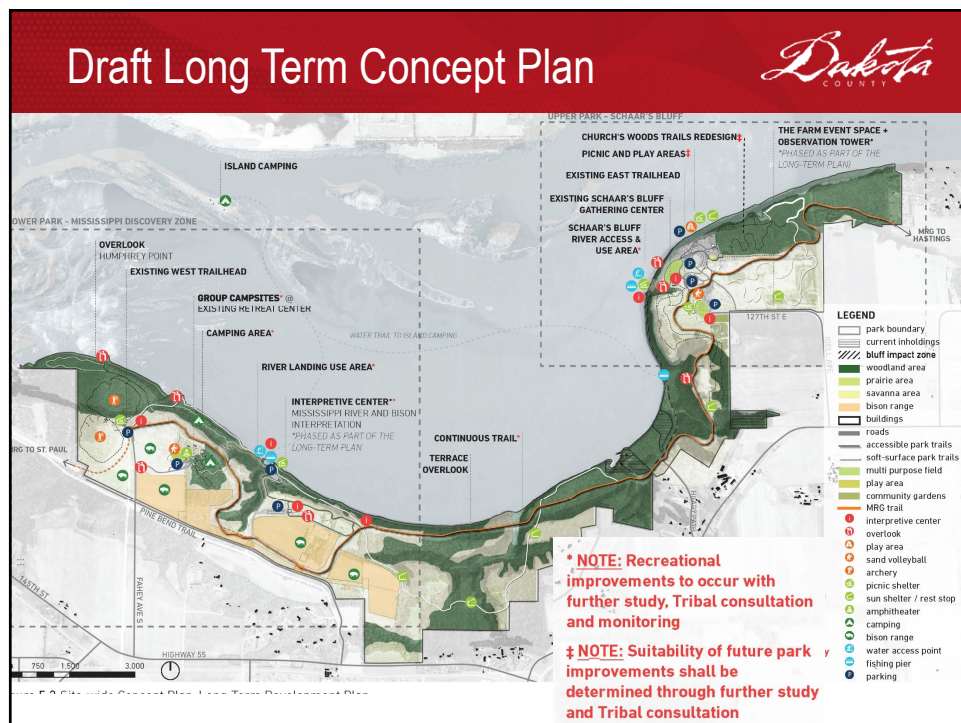 Draft Long Term Concept Plan
Dakota
COUNTY
UPPER PARK - SCHAAR'S BLUFF
CHURCH'S WOODS TRAILS REDESIGN‡
PICNIC AND PLAY AREAS‡
EXISTING EAST TRAILHEAD
EXISTING SCHAAR'S BLUFF
GATHERING CENTER
SCHAAR'S BLUFF
RIVER ACCESS &
USE AREA*
THE FARM EVENT SPACE +
OBSERVATION TOWER*
*PHASED AS PART OF THE
LONG-TERM PLAN)
MRG TO
HASTINGS
127TH ST E
ISLAND CAMPING
OWER PARK - MISSISSIPPI DISCOVERY ZONE
OVERLOOK
HUMPHREY POINT
EXISTING WEST TRAILHEAD
GROUP CAMPSITES* @
EXISTING RETREAT CENTER
CAMPING AREA*
WATER TRAIL TO ISLAND CAMPING
RIVER LANDING USE AREA*
INTERPRETIVE CENTER**
MISSISSIPPI RIVER AND BISON
INTERPRETATION
*PHASED AS PART OF THE
LONG-TERM PLAN
CONTINUOUS TRAIL*
TERRACE
OVERLOOK
MRG TO ST. PAUL
PINE BEND TRAIL
145TH ST
FAHEY AVE S
HIGHWAY 55
750 1,500 3,000
LEGEND
park boundary
current inholdings
bluff impact zone
woodland area
prairie area
savanna area
bison range
buildings
roads
accessible park trails
soft-surface park trails
multi purpose field
play area
community gardens
MRG trail
interpretive center
overlook
play area
sand volleyball
archery
picnic shelter
sun shelter / rest stop
amphitheater
camping
bison range
water access point
fishing pier
parking
* NOTE: Recreational
improvements to occur with
further study, Tribal consultation
and monitoring
‡ NOTE: Suitability of future park
improvements shall be
determined through further study
and Tribal consultation